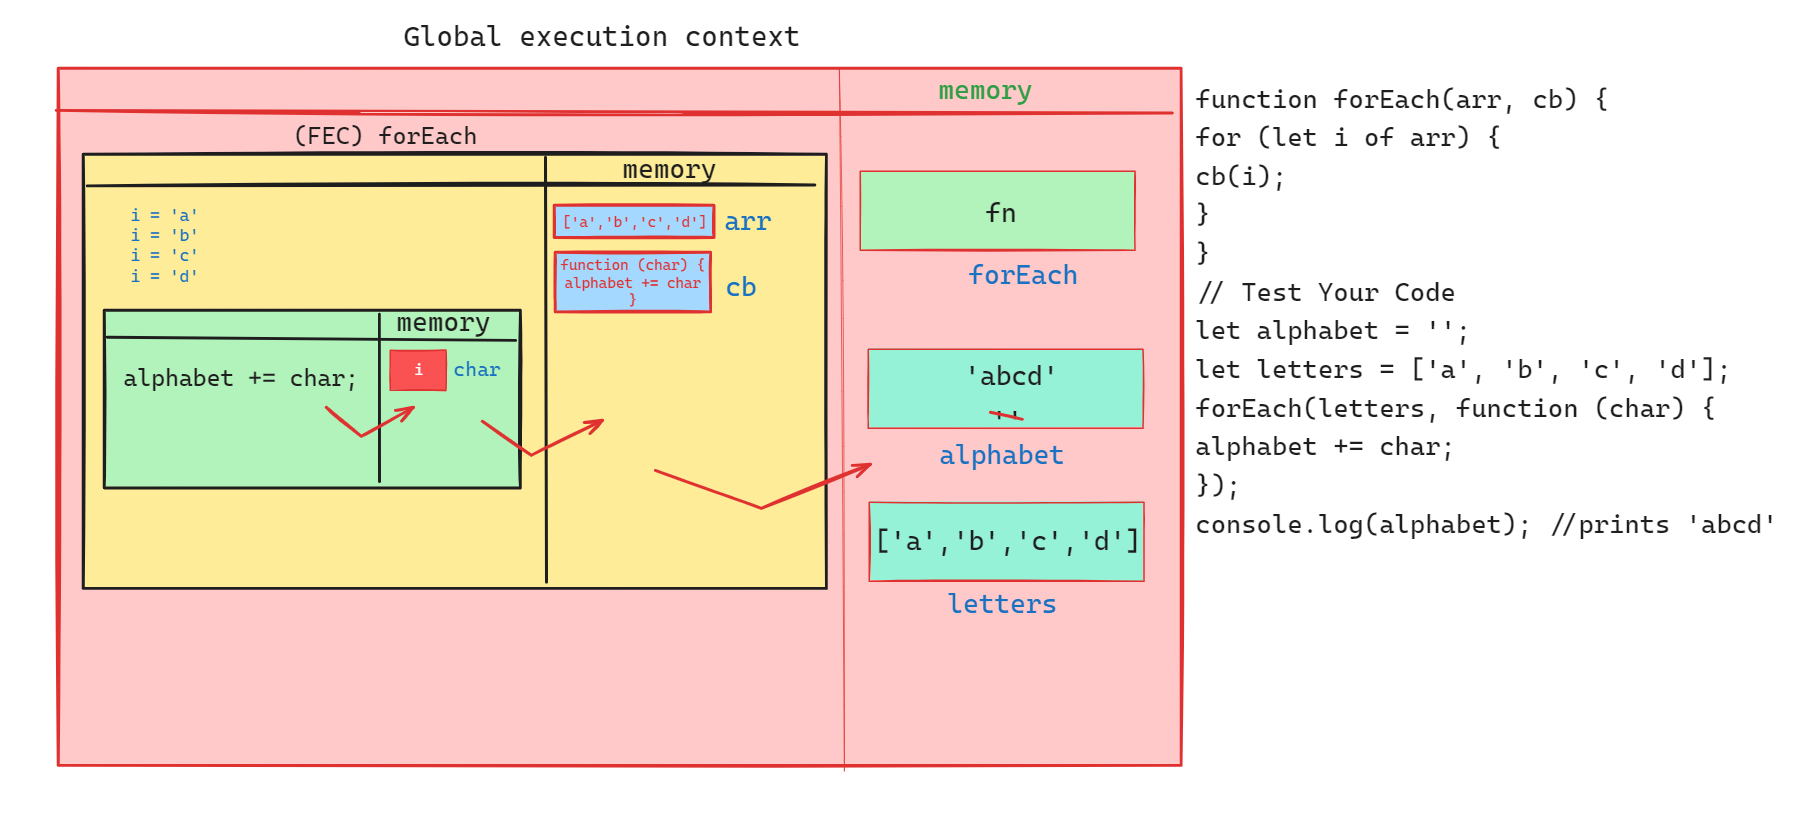 Global execution context
memory
(FEC) forEach
memory
i = 'a'
i = 'b'
i = 'c'
i = 'd'
['a','b','c','d']
arr
function (char) {
alphabet += char
}
cb
memory
alphabet += char;
i
char
fn
forEach
'abcd'
''
alphabet
['a','b','c','d']
letters
function forEach(arr, cb) {
for (let i of arr) {
cb(i);
}
}
// Test Your Code
let alphabet = '';
let letters = ['a', 'b', 'c', 'd'];
forEach(letters, function (char) {
alphabet += char;
});
console.log(alphabet); //prints 'abcd'